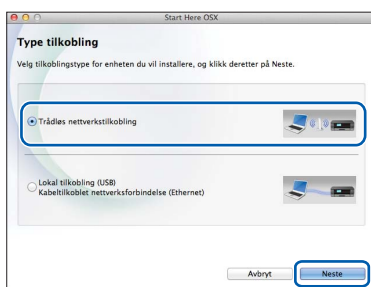 Start Here OSX
Type tilkobling
Velg tilkoblingstype for enheten du vil installere, og klikk deretter på Neste.
Trådløs nettverkstilkobling
Lokal tilkobling (USB)
Kabeltilkoblet nettverksforbindelse (Ethernet)
Avbryt
Neste